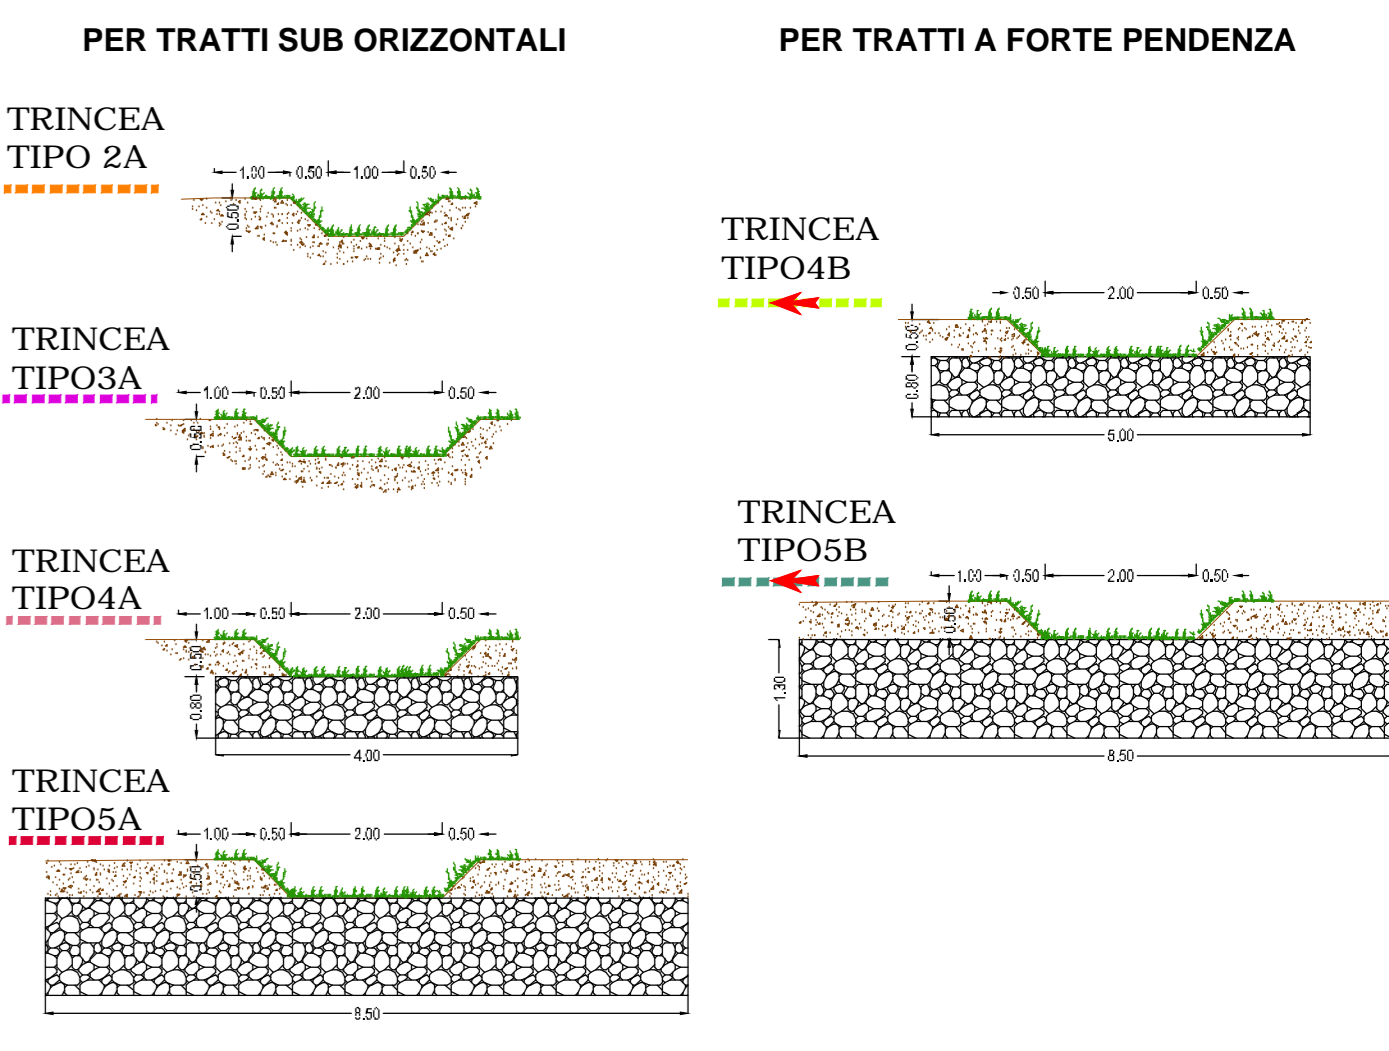 PER TRATTI SUB ORIZZONTALI
PER TRATTI A FORTE PENDENZA
TRINCEA
TIPO 2A
1.00 0.50 1.00 0.50
0.50
TRINCEA
TIPO3A
1.00 0.50 2.00 0.50
0.50
TRINCEA
TIPO4A
1.00 0.50 2.00 0.50
0.50
0.80
4.00
TRINCEA
TIPO5A
1.00 0.50 2.00 0.50
0.50
8.50
TRINCEA
TIPO4B
0.50 2.00 0.50
0.50
0.80
5.00
TRINCEA
TIPO5B
1.00 0.50 2.00 0.50
0.50
1.30
8.50